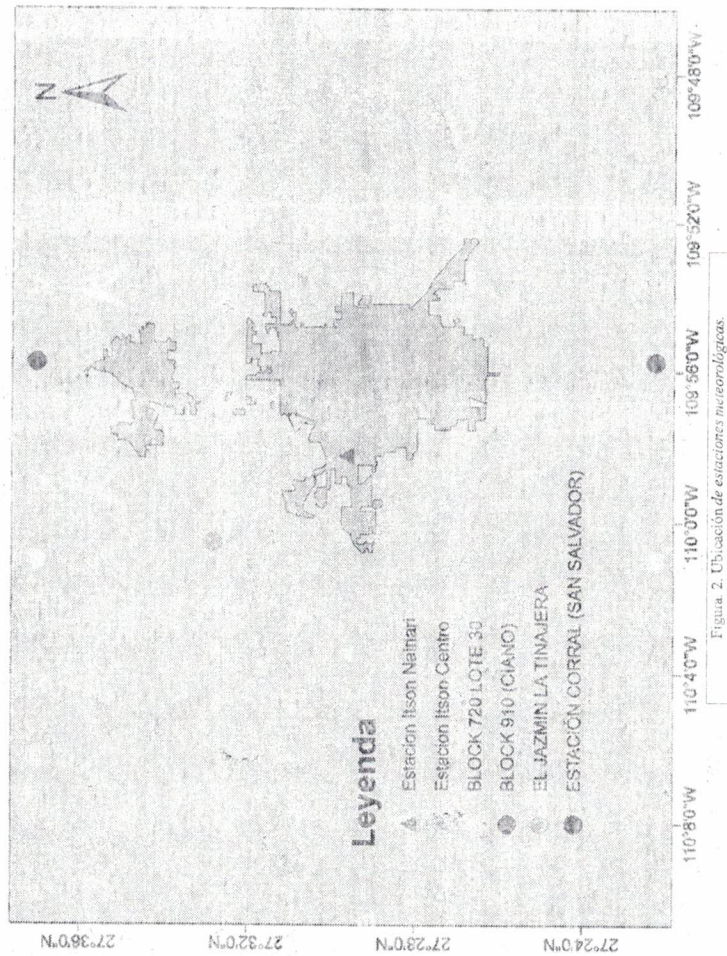 N
Leyenda
Estacion Itson Nainari
Estacion Itson Centro
BLOCK 720 LOTE 30
BLOCK 910 (CIANO)
EL JAZMIN LA TINAJERA
ESTACIÓN CORRAL (SAN SALVADOR)
27°36'0"N
27°32'0"N
27°28'0"N
27°24'0"N
110°8'0"W
110°4'0"W
110°0'0"W
109°56'0"W
109°52'0"W
109°48'0"W
Figura. 2. Ubicación de estaciones meteorológicas.